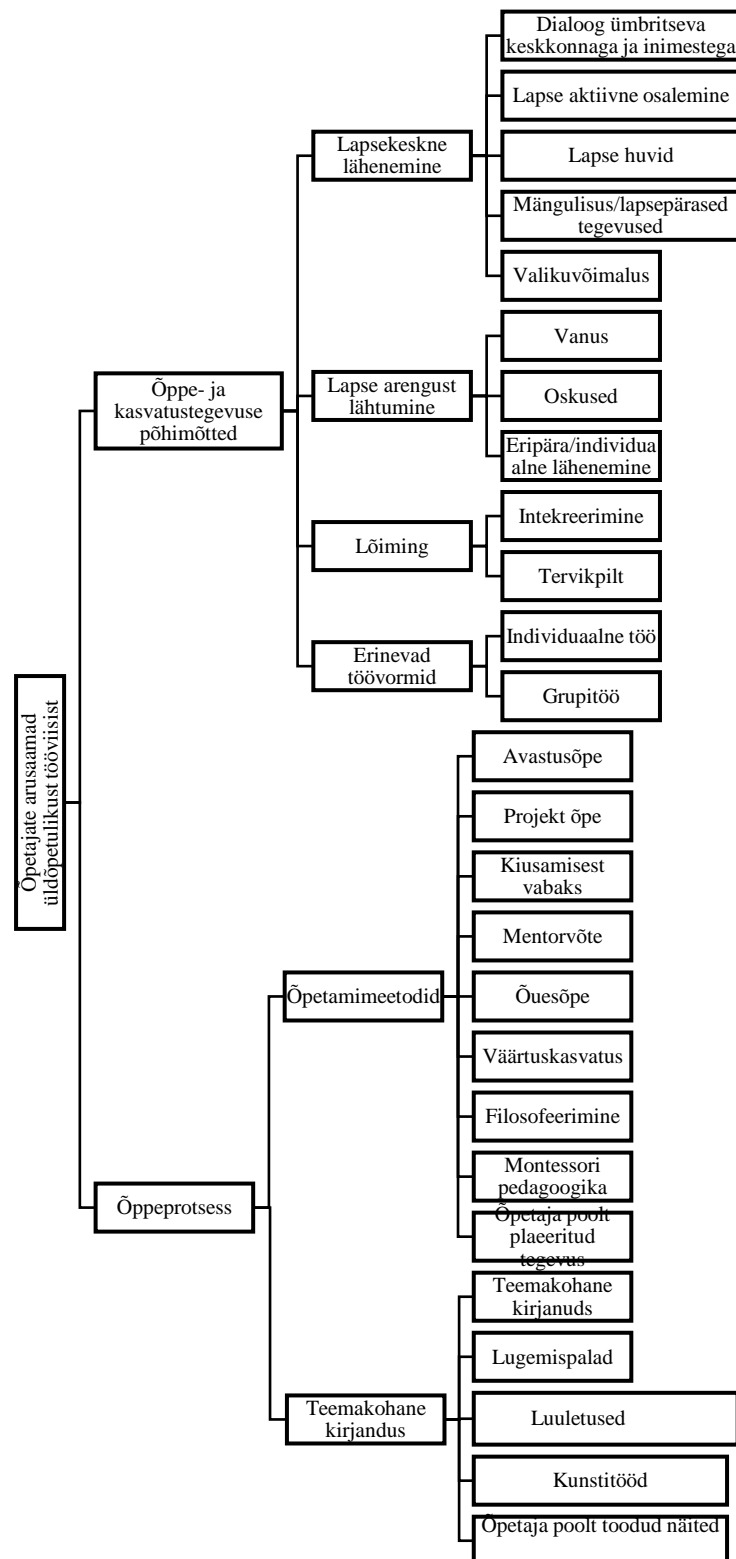 Dialoog ümbritseva
keskkonnaga ja inimestega
Lapse aktiivne osalemine
Lapsekeskne
lähenemine
Lapse huvid
Mängulisus/lapsepärased
tegevused
Valikuvõimalus
Vanus
Õppe- ja
kasvatustegevuse
põhimõtted
Lapse arengust
lähtumine
Oskused
Eripära/individua
alne lähenemine
Intekreerimine
Lõiming
Tervikpilt
Individuaalne töö
Erinevad
töövormid
Grupitöö
Õpetajate arusaamad
üldõpetulikust tööviisist
Avastusõpe
Projekt õpe
Kiusamisest
vabaks
Mentorvõte
Õpetamimeetodid
Õuesõpe
Väärtuskasvatus
Filosofeerimine
Montessori
pedagoogika
Õppeprotsess
Õpetaja poolt
plaeeritud
tegevus
Teemakohane
kirjanuds
Lugemispalad
Teemakohane
kirjandus
Luuletused
Kunstitööd
Õpetaja poolt toodud näited